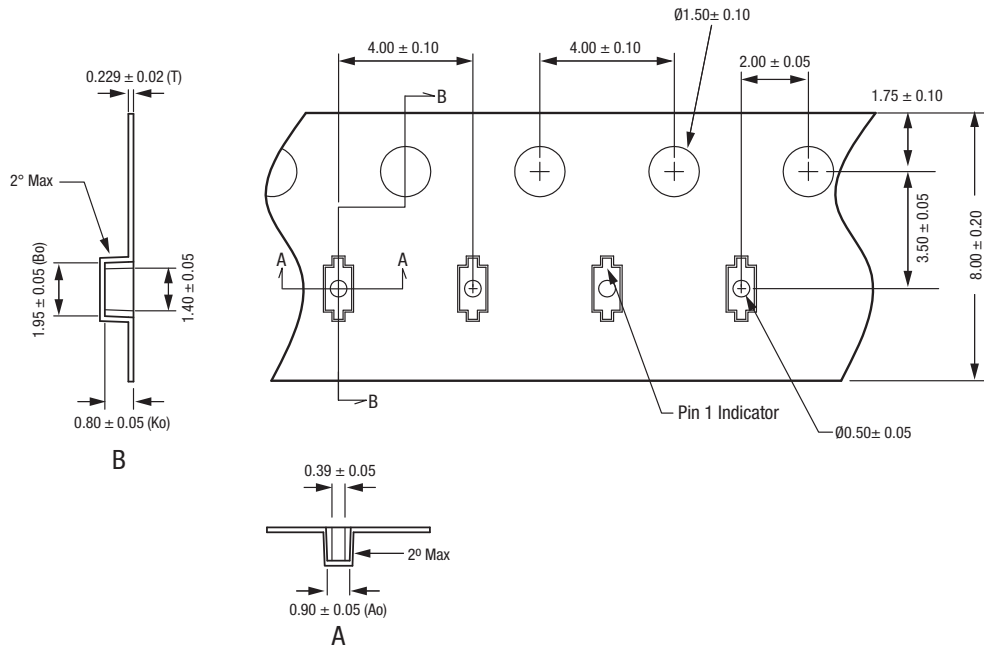 Ø1.50± 0.10
4.00 ± 0.10
4.00 ± 0.10
2.00 ± 0.05
0.229 ± 0.02 (T)
1.75 ± 0.10
B
2° Max
3.50 ± 0.05
8.00 ± 0.20
A
A
1.95 ± 0.05 (Bo)
1.40 ± 0.05
B
Pin 1 Indicator
0.80 ± 0.05 (Ko)
Ø0.50± 0.05
B
0.39 ± 0.05
2º Max
0.90 ± 0.05 (Ao)
A